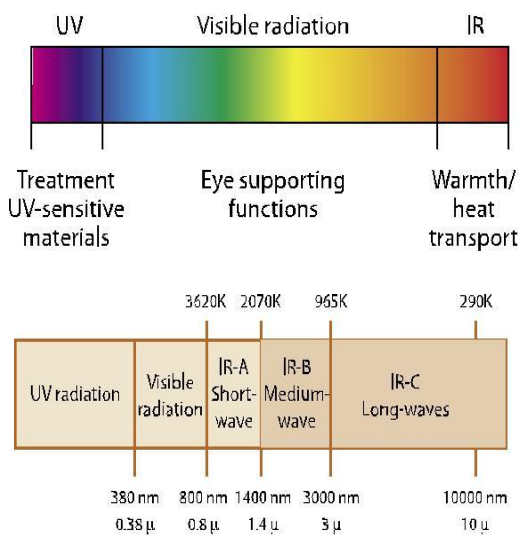 UV Visible radiation IR
Treatment Eye supporting Warmth/
UV-sensitive functions heat
materials transport
3620K 2070K 965K 290K
UV radiation
Visible
radiation
IR-A
Short-
wave
IR-B
Medium-
wave
IR-C
Long-waves
380 nm 800 nm 1400 nm 3000 nm 10000 nm
0.38 µ 0.8 µ 1.4 µ 3 µ 10 µ